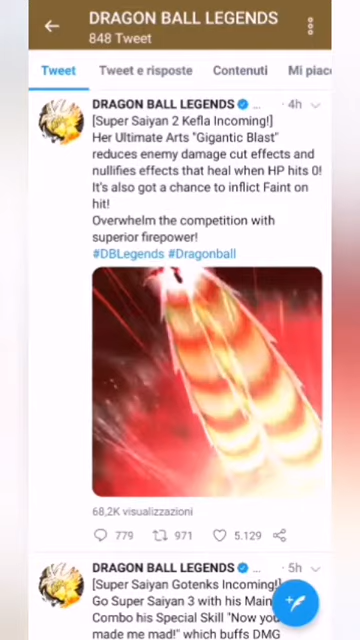 DRAGON BALL LEGENDS
848 Tweet
Tweet Tweet e risposte Contenuti Mi piac
DRAGON BALL LEGENDS ... · 4h
[Super Saiyan 2 Kefla Incoming!]
Her Ultimate Arts "Gigantic Blast"
reduces enemy damage cut effects and
nullifies effects that heal when HP hits 0!
It's also got a chance to inflict Faint on
hit!
Overwhelm the competition with
superior firepower!
#DBLegends #Dragonball
68,2K visualizzazioni
779 971 5.129
DRAGON BALL LEGENDS ... · 5h
[Super Saiyan Gotenks Incoming!]
Go Super Saiyan 3 with his Main
Combo his Special Skill "Now you
made me mad!" which buffs DMG